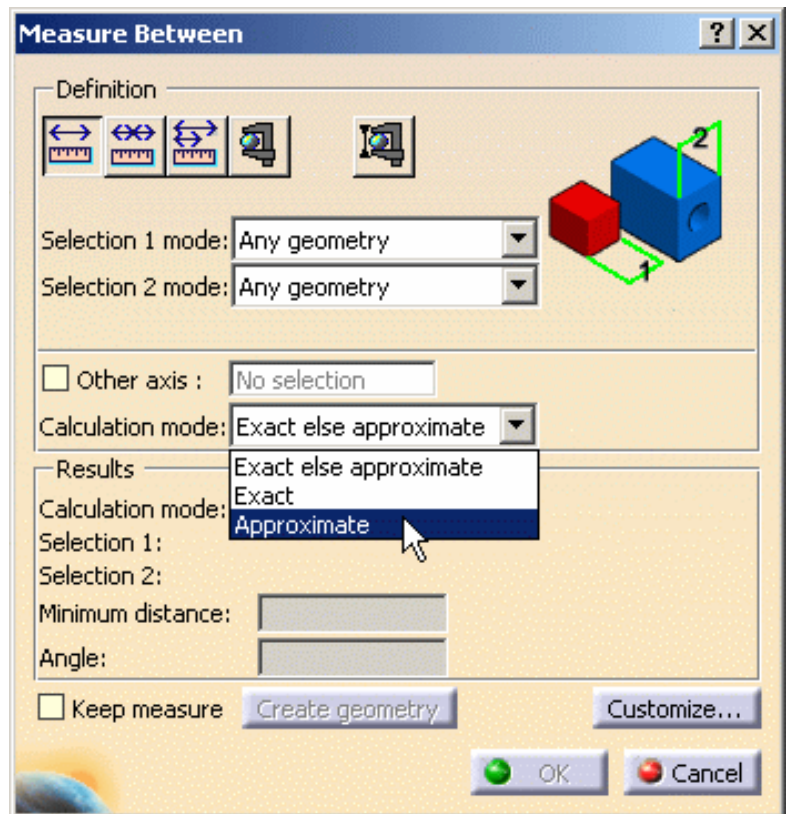 Measure Between
Definition
2
Selection 1 mode: Any geometry
1
Selection 2 mode: Any geometry
Other axis : No selection
Calculation mode: Exact else approximate
Results
Exact else approximate
Exact
Calculation mode:
Approximate
Selection 1:
Selection 2:
Minimum distance:
Angle:
Keep measure Create geometry Customize...
OK Cancel